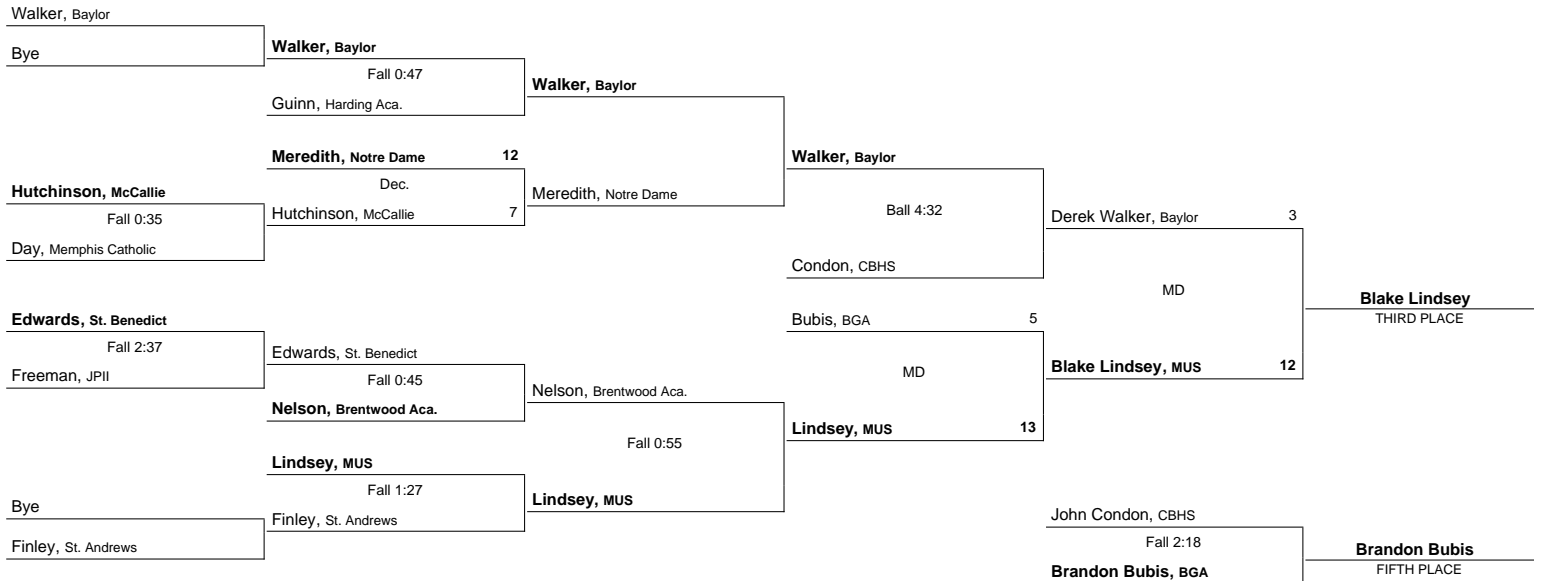 Walker, Baylor
Bye
Walker, Baylor
Fall 0:47
Guinn, Harding Aca.
Walker, Baylor
Meredith, Notre Dame 12
Dec.
Hutchinson, McCallie 7
Hutchinson, McCallie
Fall 0:35
Day, Memphis Catholic
Meredith, Notre Dame
Walker, Baylor
Ball 4:32
Condon, CBHS
Derek Walker, Baylor 3
MD
Blake Lindsey, MUS 12
Blake Lindsey
THIRD PLACE
Edwards, St. Benedict
Fall 2:37
Freeman, JPII
Edwards, St. Benedict
Fall 0:45
Nelson, Brentwood Aca.
Nelson, Brentwood Aca.
Fall 0:55
Lindsey, MUS
Bubis, BGA 5
MD
Lindsey, MUS 13
Lindsey, MUS
Fall 1:27
Finley, St. Andrews
Bye
Finley, St. Andrews
John Condon, CBHS
Fall 2:18
Brandon Bubis, BGA
Brandon Bubis
FIFTH PLACE